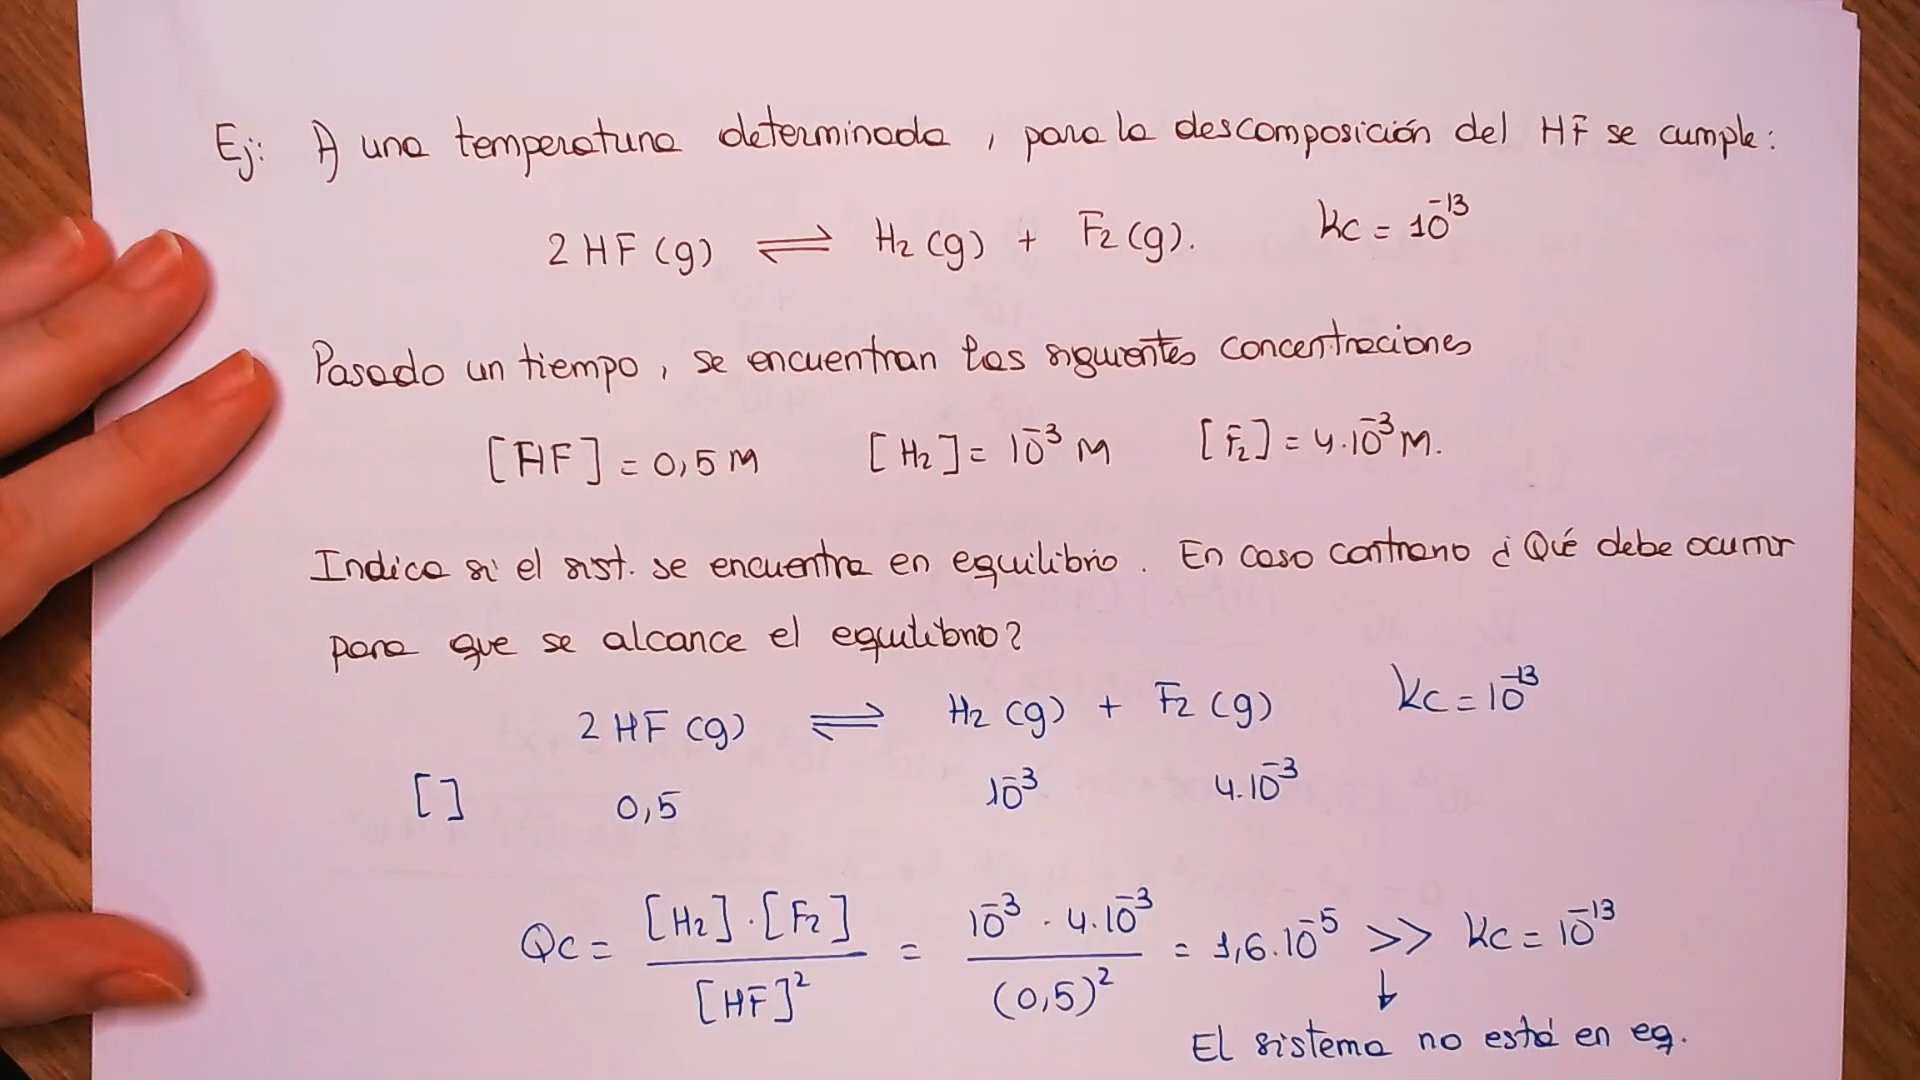 Ej: A una temperatura determinada, para la descomposición del HF se cumple:
2 HF (g) ⇌ H₂ (g) + F₂ (g). Kc = 10⁻¹³
Pasado un tiempo, se encuentran las siguientes concentraciones
[HF] = 0,5 M [H₂] = 10⁻³ M [F₂] = 4·10⁻³ M.
Indica si el sist. se encuentra en equilibrio. En caso contrario ¿Qué debe ocurrir
para que se alcance el equilibrio?
2 HF (g) ⇌ H₂ (g) + F₂ (g) Kc = 10⁻¹³
[ ] 0,5 10⁻³ 4·10⁻³
Qc = [H₂]·[F₂] / [HF]² = 10⁻³ · 4·10⁻³ / (0,5)² = 1,6·10⁻⁵ >> Kc = 10⁻¹³
↓
El sistema no está en eq.